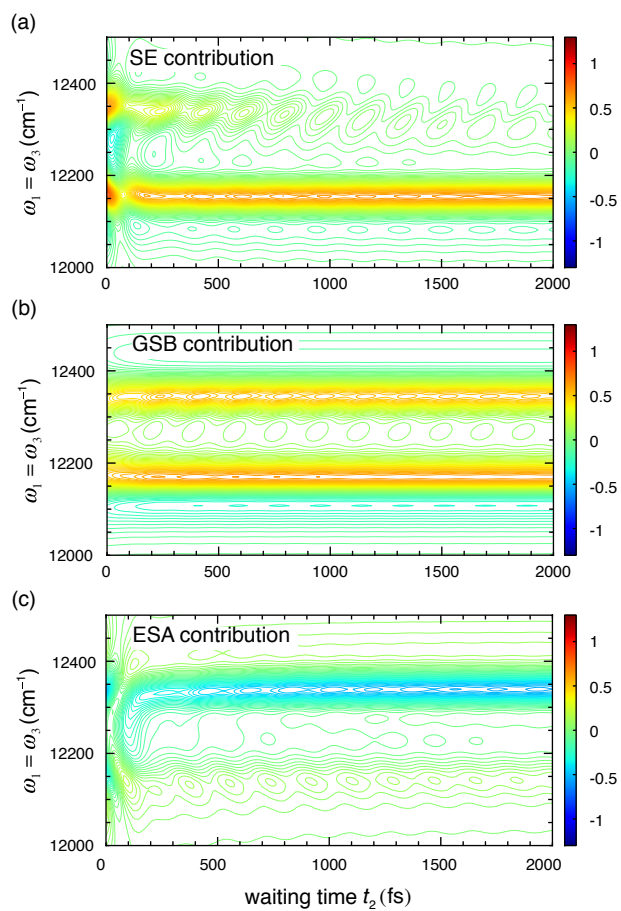 (a)
SE contribution
ω₁ = ω₃ (cm⁻¹)
12400
12200
12000
0 500 1000 1500 2000
1
0.5
0
-0.5
-1
(b)
GSB contribution
ω₁ = ω₃ (cm⁻¹)
12400
12200
12000
0 500 1000 1500 2000
1
0.5
0
-0.5
-1
(c)
ESA contribution
ω₁ = ω₃ (cm⁻¹)
12400
12200
12000
0 500 1000 1500 2000
1
0.5
0
-0.5
-1
waiting time t₂ (fs)